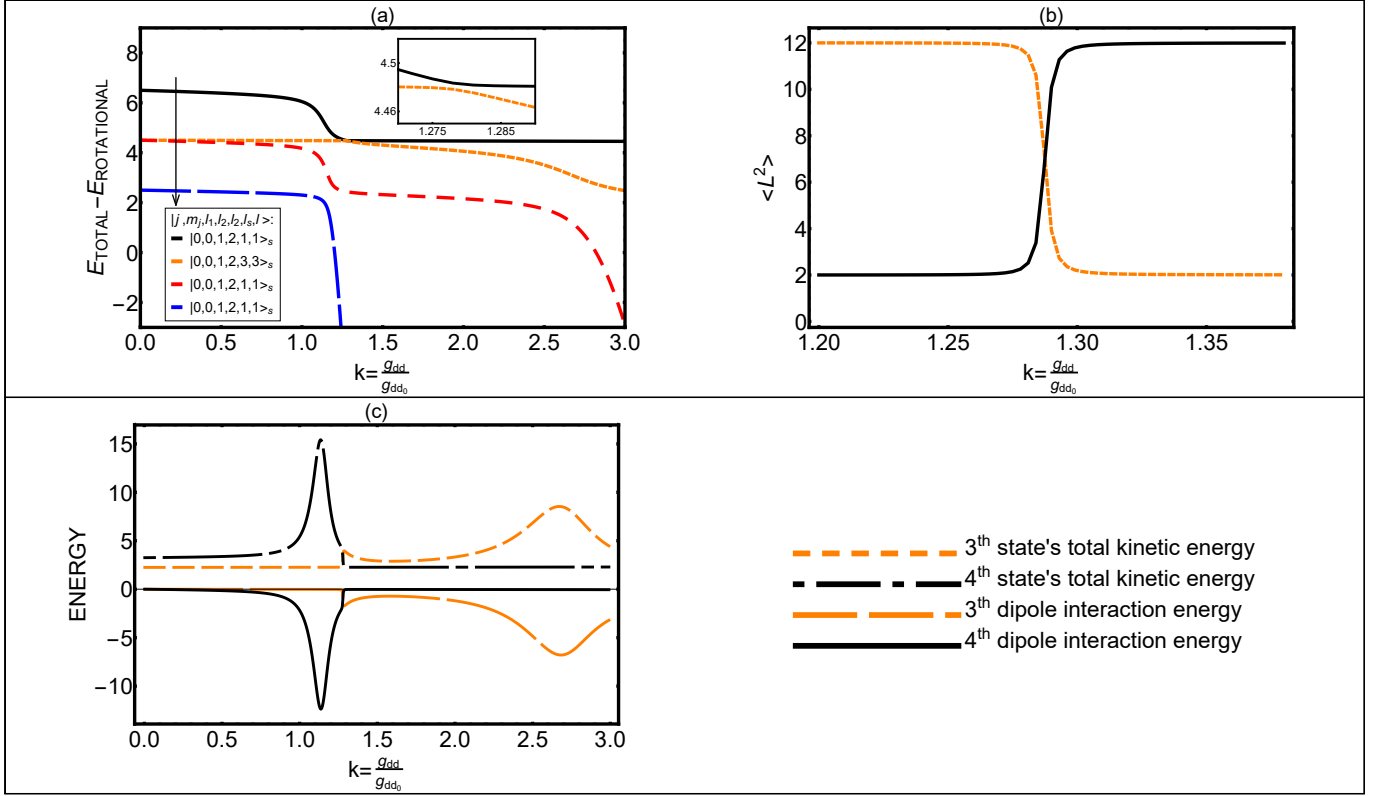 (a)
E_TOTAL−E_ROTATIONAL
8
6
4
2
0
−2
4.5
4.46
1.275
1.285
|j ,m_j,l_1,l_2,l_2,l_s,l >:
|0,0,1,2,1,1>_s
|0,0,1,2,3,3>_s
|0,0,1,2,1,1>_s
|0,0,1,2,1,1>_s
0.0
0.5
1.0
1.5
2.0
2.5
3.0
k= g_dd / g_dd_0
(b)
<L^2>
12
10
8
6
4
2
0
1.20
1.25
1.30
1.35
k= g_dd / g_dd_0
(c)
ENERGY
15
10
5
0
−5
−10
0.0
0.5
1.0
1.5
2.0
2.5
3.0
k= g_dd / g_dd_0
3^th state's total kinetic energy
4^th state's total kinetic energy
3^th dipole interaction energy
4^th dipole interaction energy